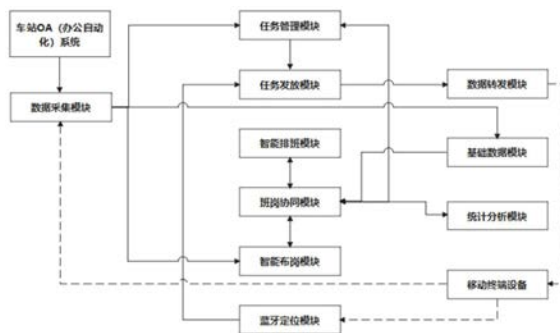 车站OA（办公自动
化）系统
任务管理模块
任务发放模块
数据转发模块
数据采集模块
智能排班模块
基础数据模块
班岗协同模块
统计分析模块
智能布岗模块
移动终端设备
蓝牙定位模块